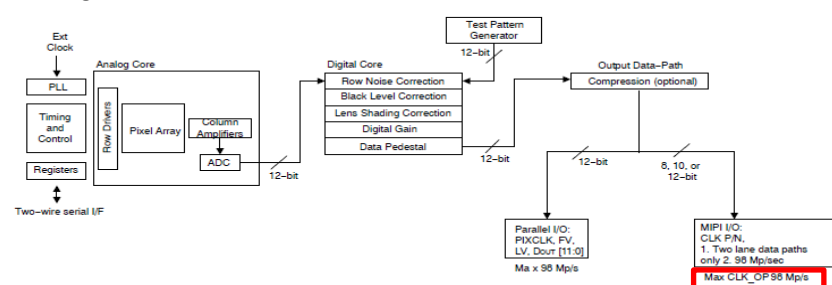 Test Pattern
Generator
Ext
Clock
12-bit
Analog Core
Digital Core
Output Data-Path
PLL
Row Noise Correction
Compression (optional)
Black Level Correction
Timing
and
Control
Row Drivers
Pixel Array
Column
Amplifiers
Lens Shading Correction
Digital Gain
ADC
Data Pedestal
Registers
12-bit
12-bit
12-bit
8, 10, or
12-bit
Two-wire serial I/F
Parallel I/O:
PIXCLK, FV,
LV, DOUT [11:0]
Ma x 98 Mp/s
MIPI I/O:
CLK P/N,
1. Two lane data paths
only 2. 98 Mp/sec
Max CLK_OP98 Mp/s